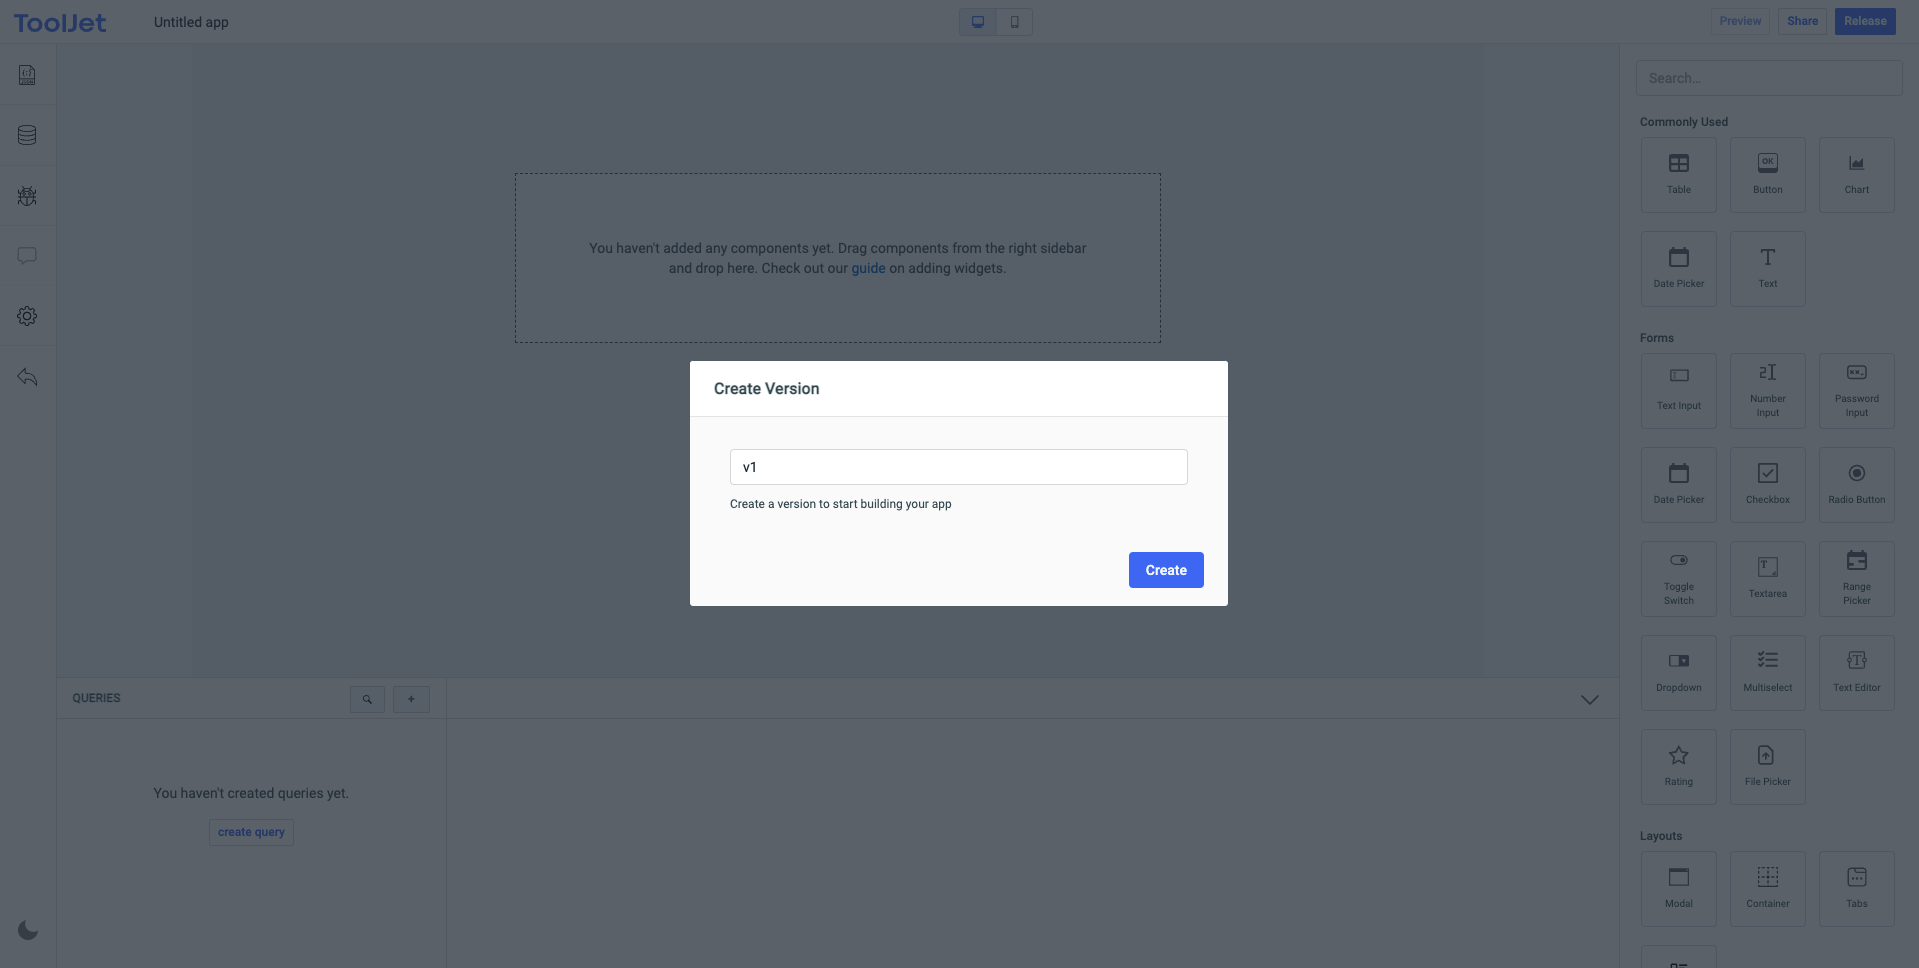 ToolJet
Untitled app
Preview
Share
Release
Search…
Commonly Used
Table
Button
OK
Chart
Date Picker
Text
You haven't added any components yet. Drag components from the right sidebar
and drop here. Check out our guide on adding widgets.
Forms
Text Input
Number
Input
Password
Input
Date Picker
Checkbox
Radio Button
Toggle
Switch
Textarea
Range
Picker
Dropdown
Multiselect
Text Editor
Rating
File Picker
Layouts
Modal
Container
Tabs
Create Version
v1
Create a version to start building your app
Create
QUERIES
+
You haven't created queries yet.
create query